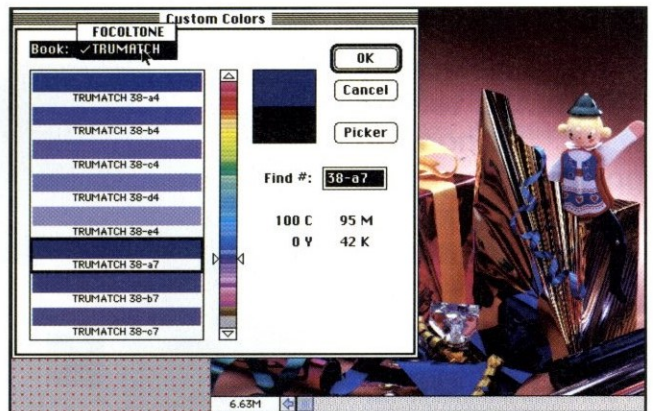 Custom Colors
FOCOLTONE
Book: ✓TRUMATCH
TRUMATCH 38-a4
TRUMATCH 38-b4
TRUMATCH 38-c4
TRUMATCH 38-d4
TRUMATCH 38-e4
TRUMATCH 38-a7
TRUMATCH 38-b7
TRUMATCH 38-c7
OK
Cancel
Picker
Find #: 38-a7
100 C 95 M
0 Y 42 K
6.63M